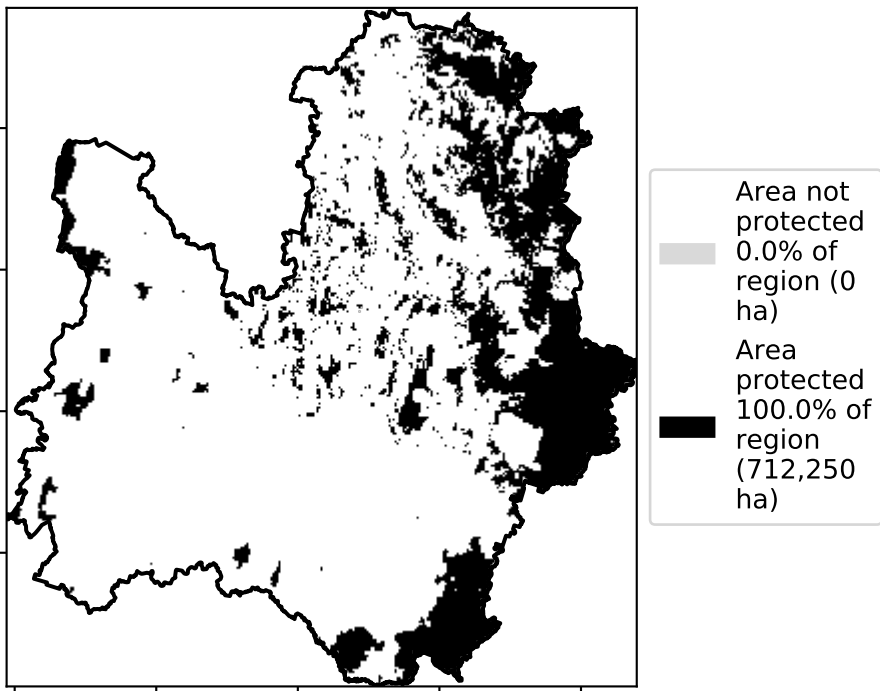 Area not
protected
0.0% of
region (0
ha)
Area
protected
100.0% of
region
(712,250
ha)